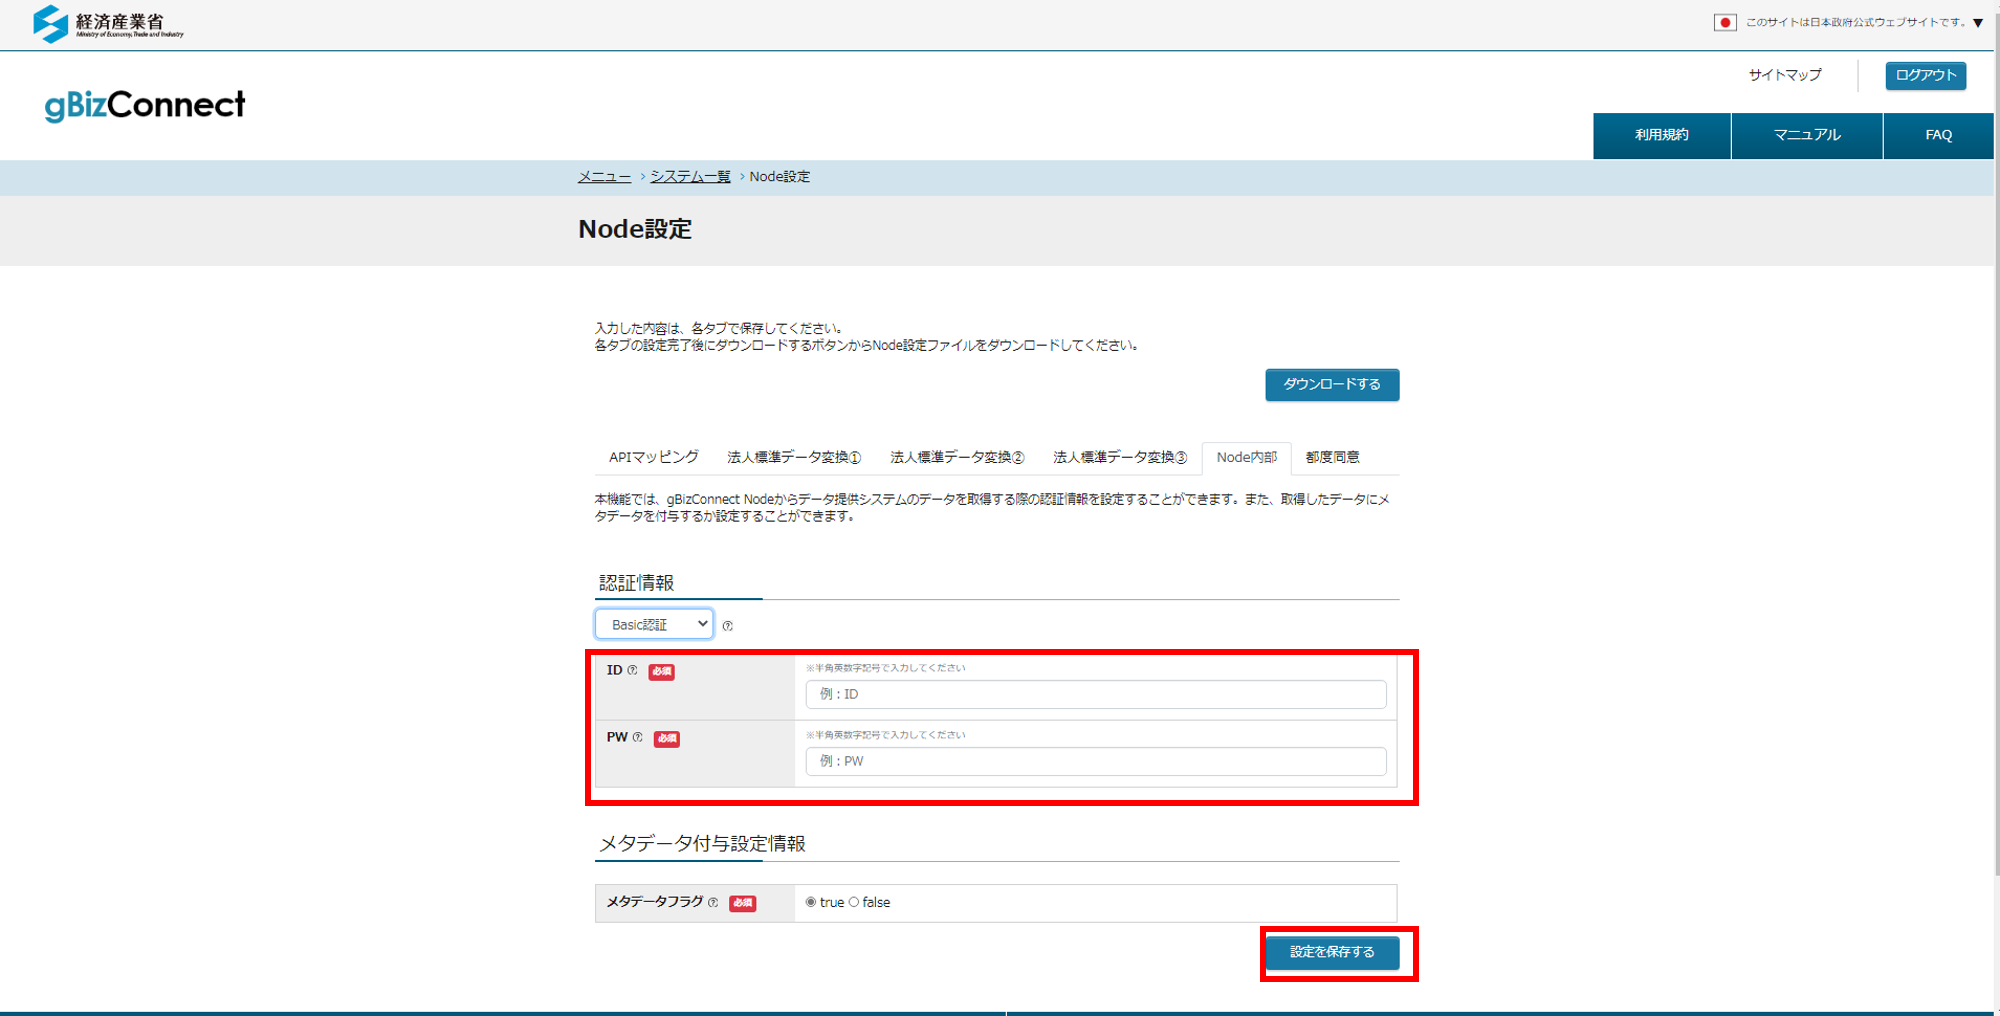 経済産業省
Ministry of Economy, Trade and Industry
このサイトは日本政府公式ウェブサイトです。▼
サイトマップ
ログアウト
gBizConnect
利用規約
マニュアル
FAQ
メニュー › システム一覧 › Node設定
Node設定
入力した内容は、各タブで保存してください。
各タブの設定完了後にダウンロードするボタンからNode設定ファイルをダウンロードしてください。
ダウンロードする
APIマッピング 法人標準データ変換① 法人標準データ変換② 法人標準データ変換③ Node内部 都度同意
本機能では、gBizConnect Nodeからデータ提供システムのデータを取得する際の認証情報を設定することができます。また、取得したデータにメ
タデータを付与するか設定することができます。
認証情報
Basic認証 ?
ID ? 必須
※半角英数字記号で入力してください
例：ID
PW ? 必須
※半角英数字記号で入力してください
例：PW
メタデータ付与設定情報
メタデータフラグ ? 必須
true false
設定を保存する